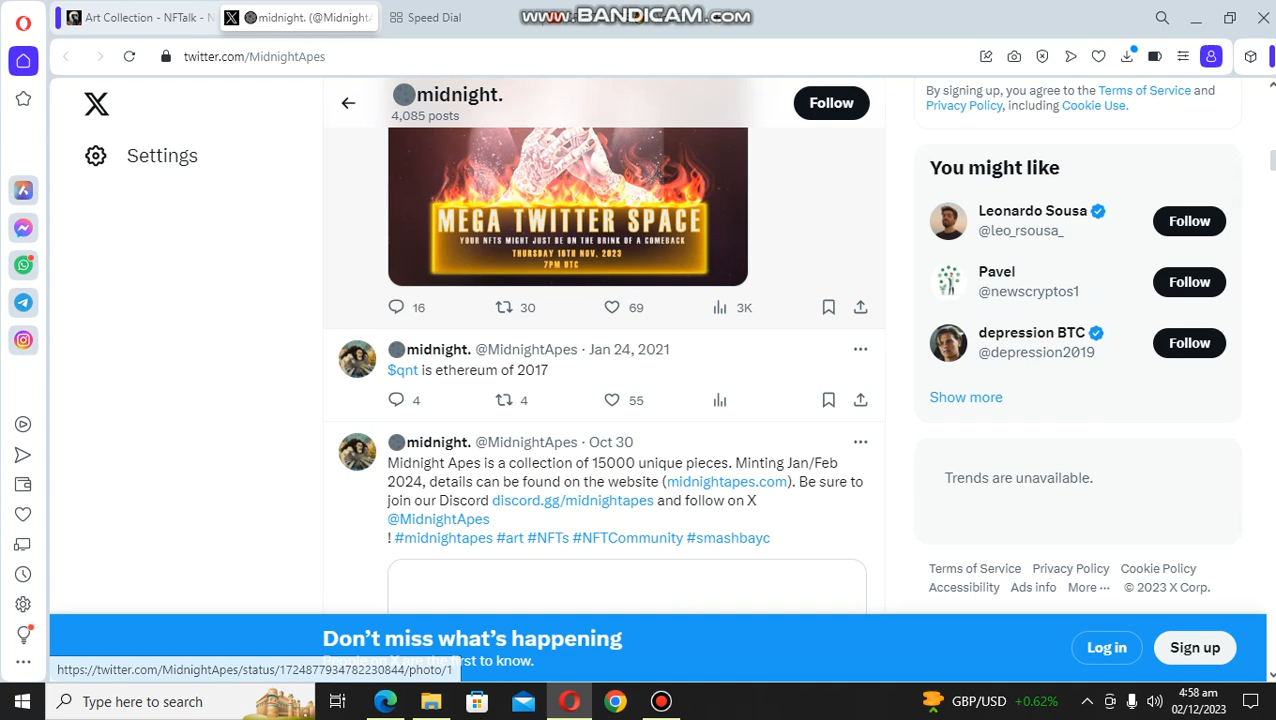 Art Collection - NFTalk - N
midnight. (@MidnightA
Speed Dial
www.BANDICAM.com
twitter.com/MidnightApes
Settings
midnight.
4,085 posts
Follow
MEGA TWITTER SPACE
YOUR NFTS MIGHT JUST BE ON THE BRINK OF A COMEBACK
THURSDAY 16TH NOV. 2023
7PM UTC
16 30 69 3K
midnight. @MidnightApes · Jan 24, 2021
$qnt is ethereum of 2017
4 4 55
midnight. @MidnightApes · Oct 30
Midnight Apes is a collection of 15000 unique pieces. Minting Jan/Feb
2024, details can be found on the website (midnightapes.com). Be sure to
join our Discord discord.gg/midnightapes and follow on X
@MidnightApes
! #midnightapes #art #NFTs #NFTCommunity #smashbayc
By signing up, you agree to the Terms of Service and
Privacy Policy, including Cookie Use.
You might like
Leonardo Sousa
@leo_rsousa_
Follow
Pavel
@newscryptos1
Follow
depression BTC
@depression2019
Follow
Show more
Trends are unavailable.
Terms of Service Privacy Policy Cookie Policy
Accessibility Ads info More ··· © 2023 X Corp.
Don't miss what's happening
People on X are the first to know.
Log in
Sign up
https://twitter.com/MidnightApes/status/1724877934782230844/photo/1
Type here to search
GBP/USD +0.62%
4:58 am
02/12/2023